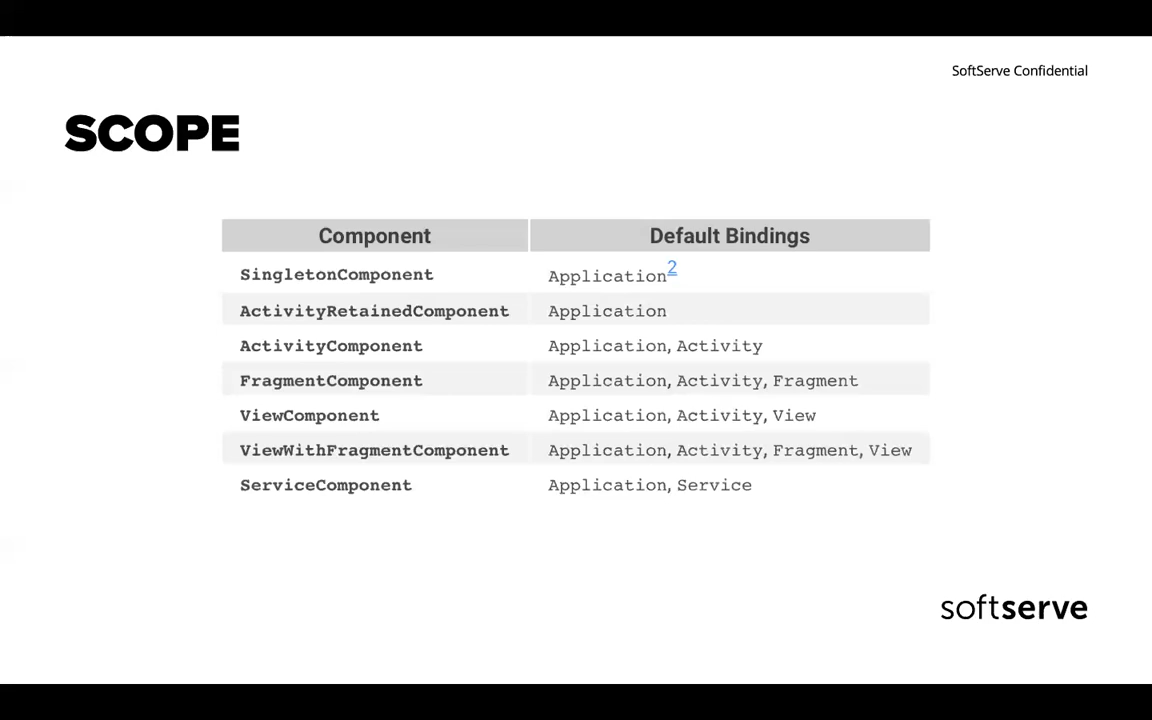 SoftServe Confidential
SCOPE
Component Default Bindings
SingletonComponent Application2
ActivityRetainedComponent Application
ActivityComponent Application, Activity
FragmentComponent Application, Activity, Fragment
ViewComponent Application, Activity, View
ViewWithFragmentComponent Application, Activity, Fragment, View
ServiceComponent Application, Service
softserve